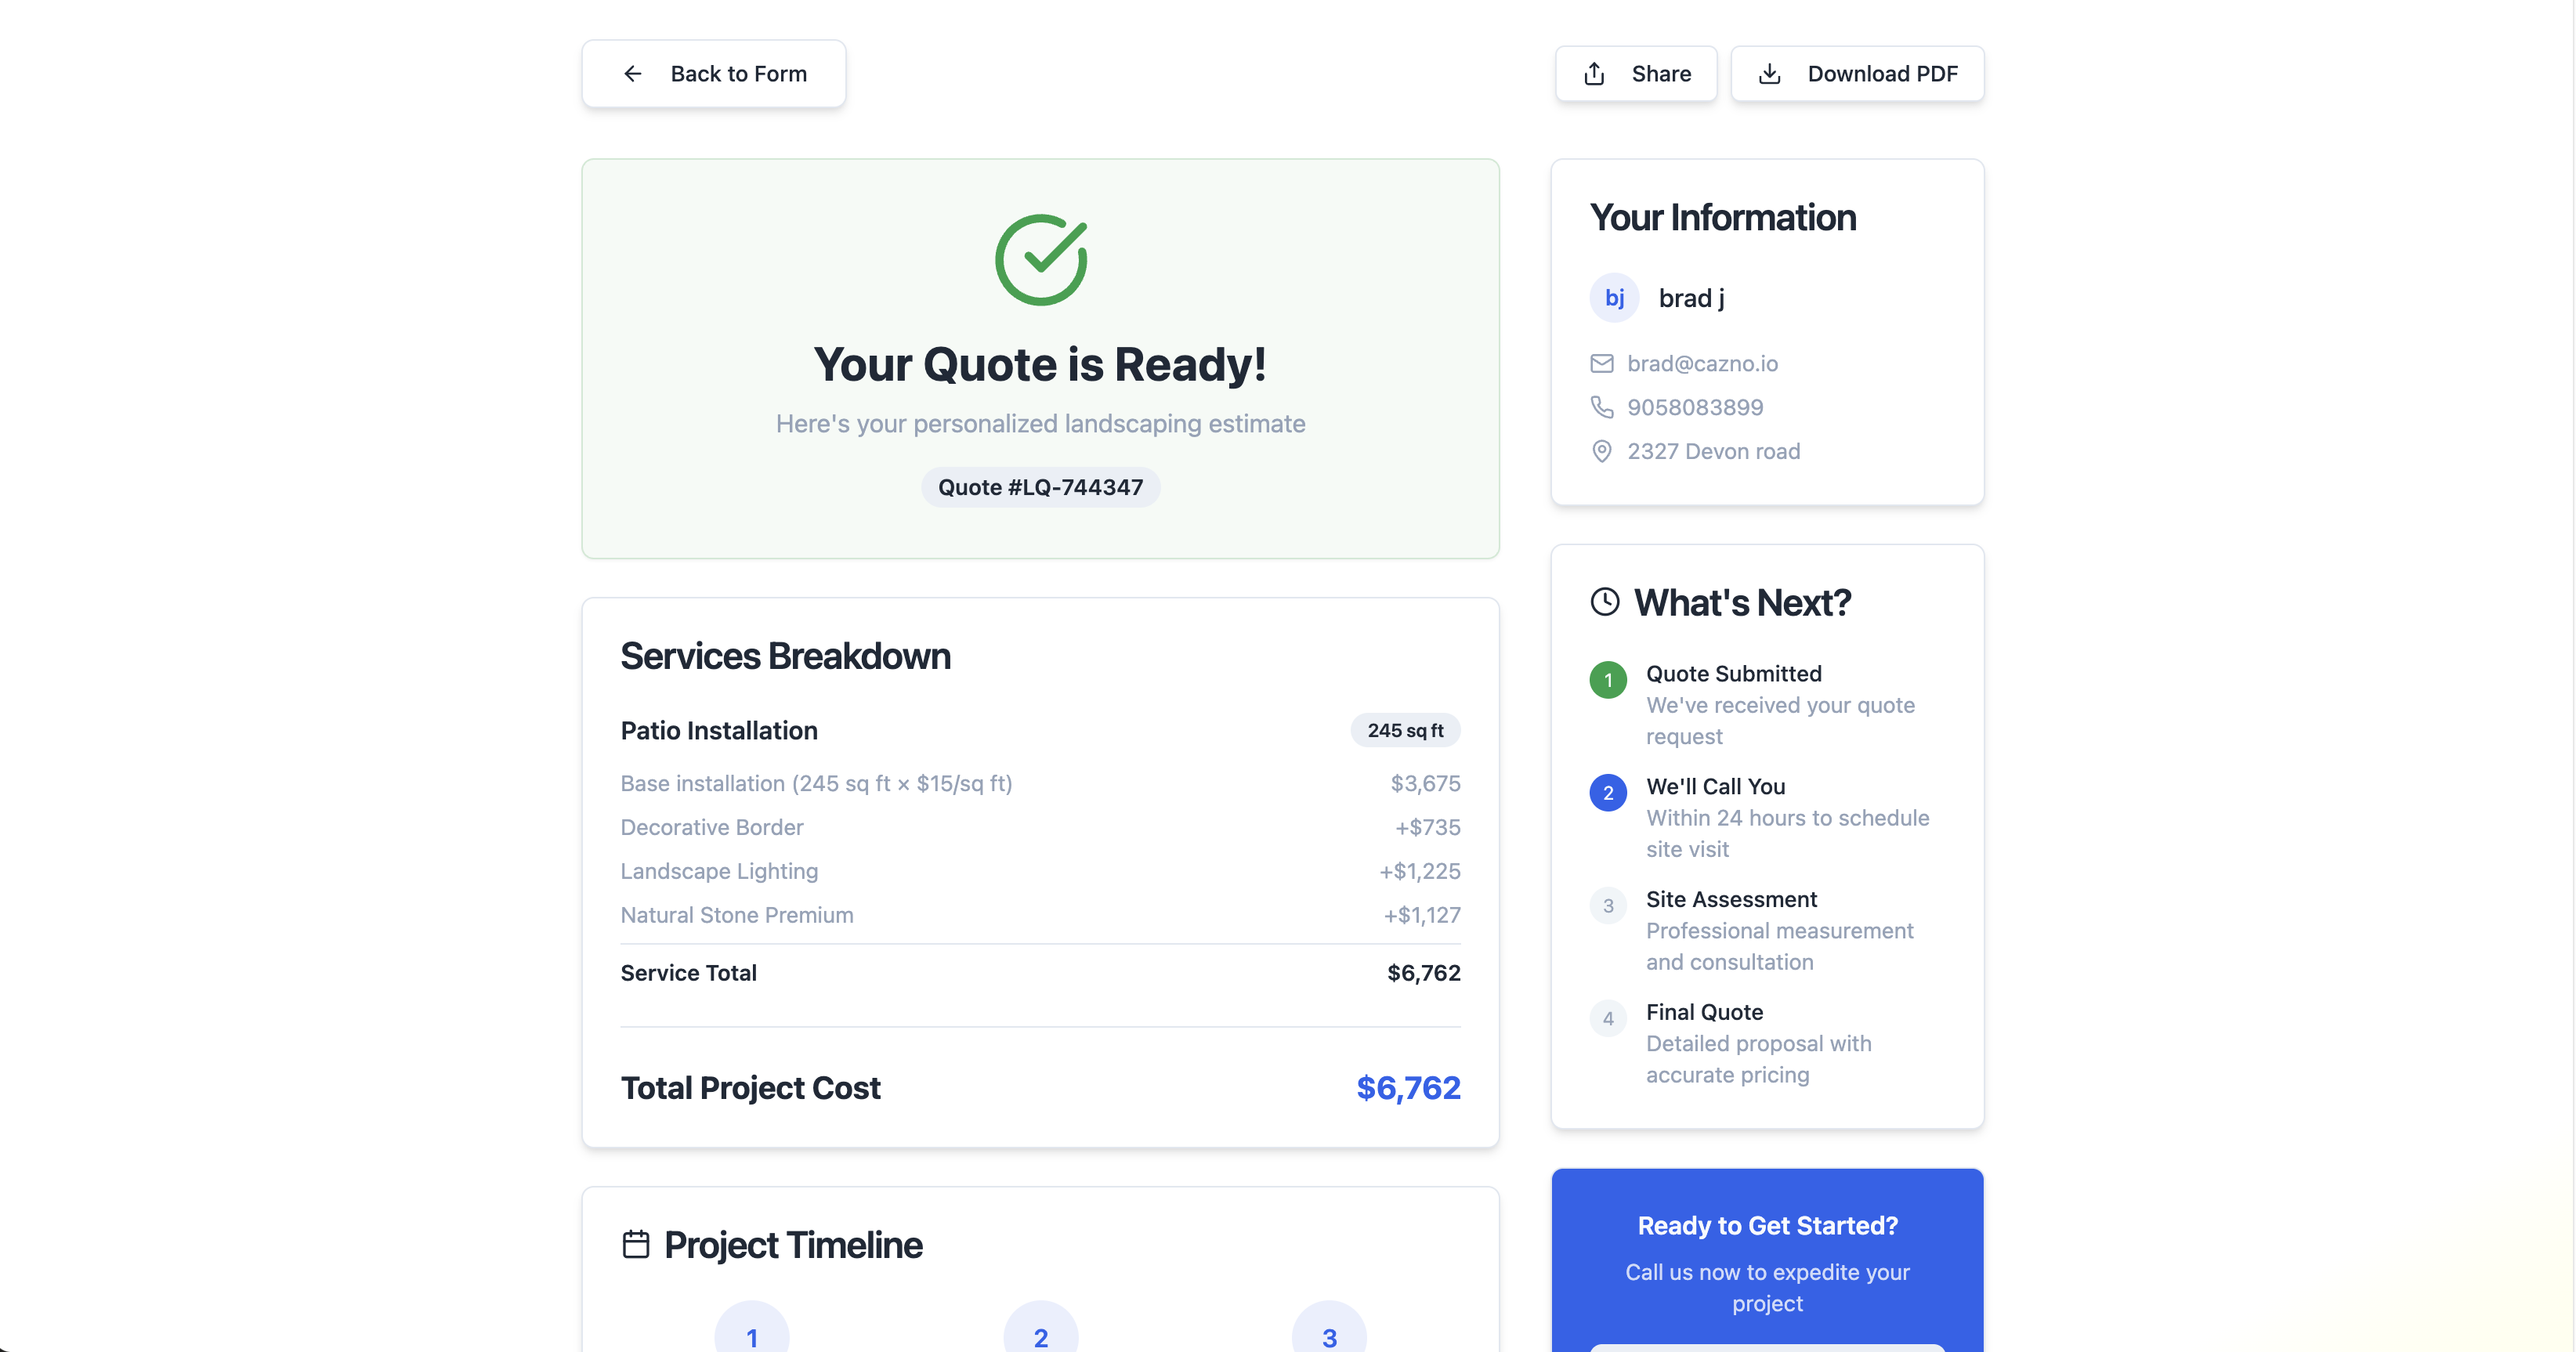 Back to Form
Share
Download PDF
Your Quote is Ready!
Here's your personalized landscaping estimate
Quote #LQ-744347
Services Breakdown
Patio Installation
245 sq ft
Base installation (245 sq ft × $15/sq ft)
$3,675
Decorative Border
+$735
Landscape Lighting
+$1,225
Natural Stone Premium
+$1,127
Service Total
$6,762
Total Project Cost
$6,762
Project Timeline
1
2
3
Your Information
bj
brad j
brad@cazno.io
9058083899
2327 Devon road
What's Next?
1
Quote Submitted
We've received your quote
request
2
We'll Call You
Within 24 hours to schedule
site visit
3
Site Assessment
Professional measurement
and consultation
4
Final Quote
Detailed proposal with
accurate pricing
Ready to Get Started?
Call us now to expedite your
project